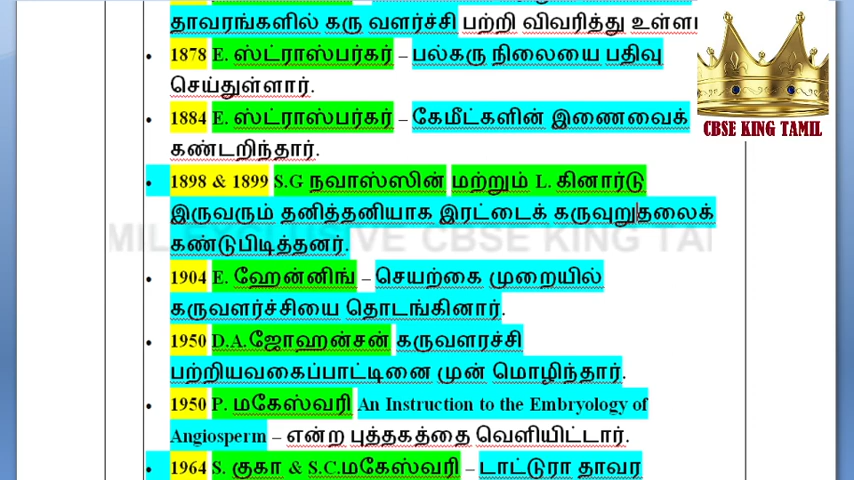 தாவரங்களில் கரு வளர்ச்சி பற்றி விவரித்து உள்ளா
1878 E. ஸ்ட்ராஸ்பர்கர் – பல்கரு நிலையை பதிவு
செய்துள்ளார்.
1884 E. ஸ்ட்ராஸ்பர்கர் – கேமீட்களின் இணைவைக்
கண்டறிந்தார்.
CBSE KING TAMIL
1898 & 1899 S.G நவாஸ்ஸின் மற்றும் L. கினார்டு
இருவரும் தனித்தனியாக இரட்டைக் கருவுறுதலைக்
கண்டுபிடித்தனர்.
1904 E. ஹேன்னிங் – செயற்கை முறையில்
கருவளர்ச்சியை தொடங்கினார்.
1950 D.A.ஜோஹன்சன் கருவளரச்சி
பற்றியவகைப்பாட்டினை முன் மொழிந்தார்.
1950 P. மகேஸ்வரி An Instruction to the Embryology of
Angiosperm – என்ற புத்தகத்தை வெளியிட்டார்.
1964 S. குகா & S.C.மகேஸ்வரி – டாட்டுரா தாவர